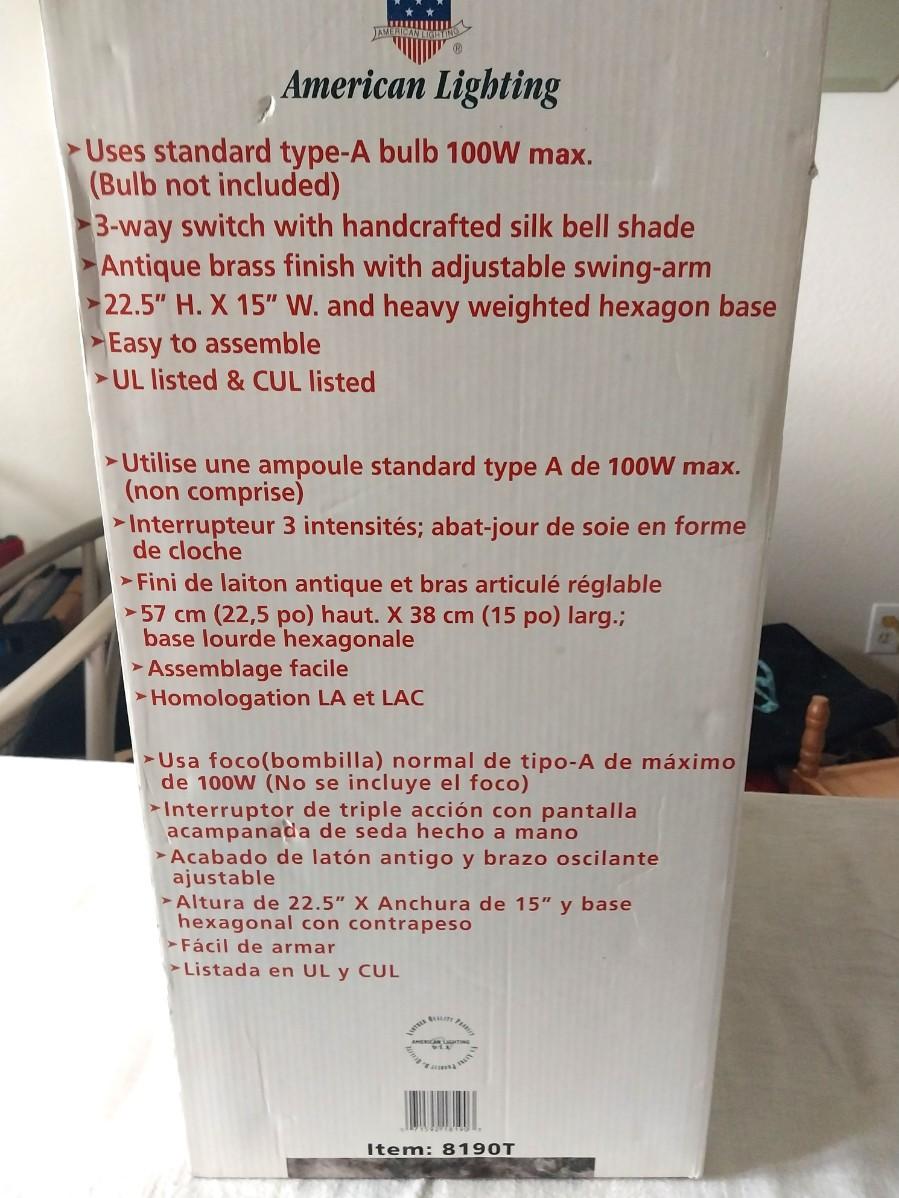 AMERICAN LIGHTING
®
American Lighting
➤Uses standard type-A bulb 100W max.
(Bulb not included)
➤3-way switch with handcrafted silk bell shade
➤Antique brass finish with adjustable swing-arm
➤22.5” H. X 15” W. and heavy weighted hexagon base
➤Easy to assemble
➤UL listed & CUL listed
➤Utilise une ampoule standard type A de 100W max.
(non comprise)
➤Interrupteur 3 intensités; abat-jour de soie en forme
de cloche
➤Fini de laiton antique et bras articulé réglable
➤57 cm (22,5 po) haut. X 38 cm (15 po) larg.;
base lourde hexagonale
➤Assemblage facile
➤Homologation LA et LAC
➤Usa foco(bombilla) normal de tipo-A de máximo
de 100W (No se incluye el foco)
➤Interruptor de triple acción con pantalla
acampanada de seda hecho a mano
➤Acabado de latón antigo y brazo oscilante
ajustable
➤Altura de 22.5” X Anchura de 15” y base
hexagonal con contrapeso
➤Fácil de armar
➤Listada en UL y CUL
ANOTHER QUALITY PRODUCT
AMERICAN LIGHTING
Item: 8190T